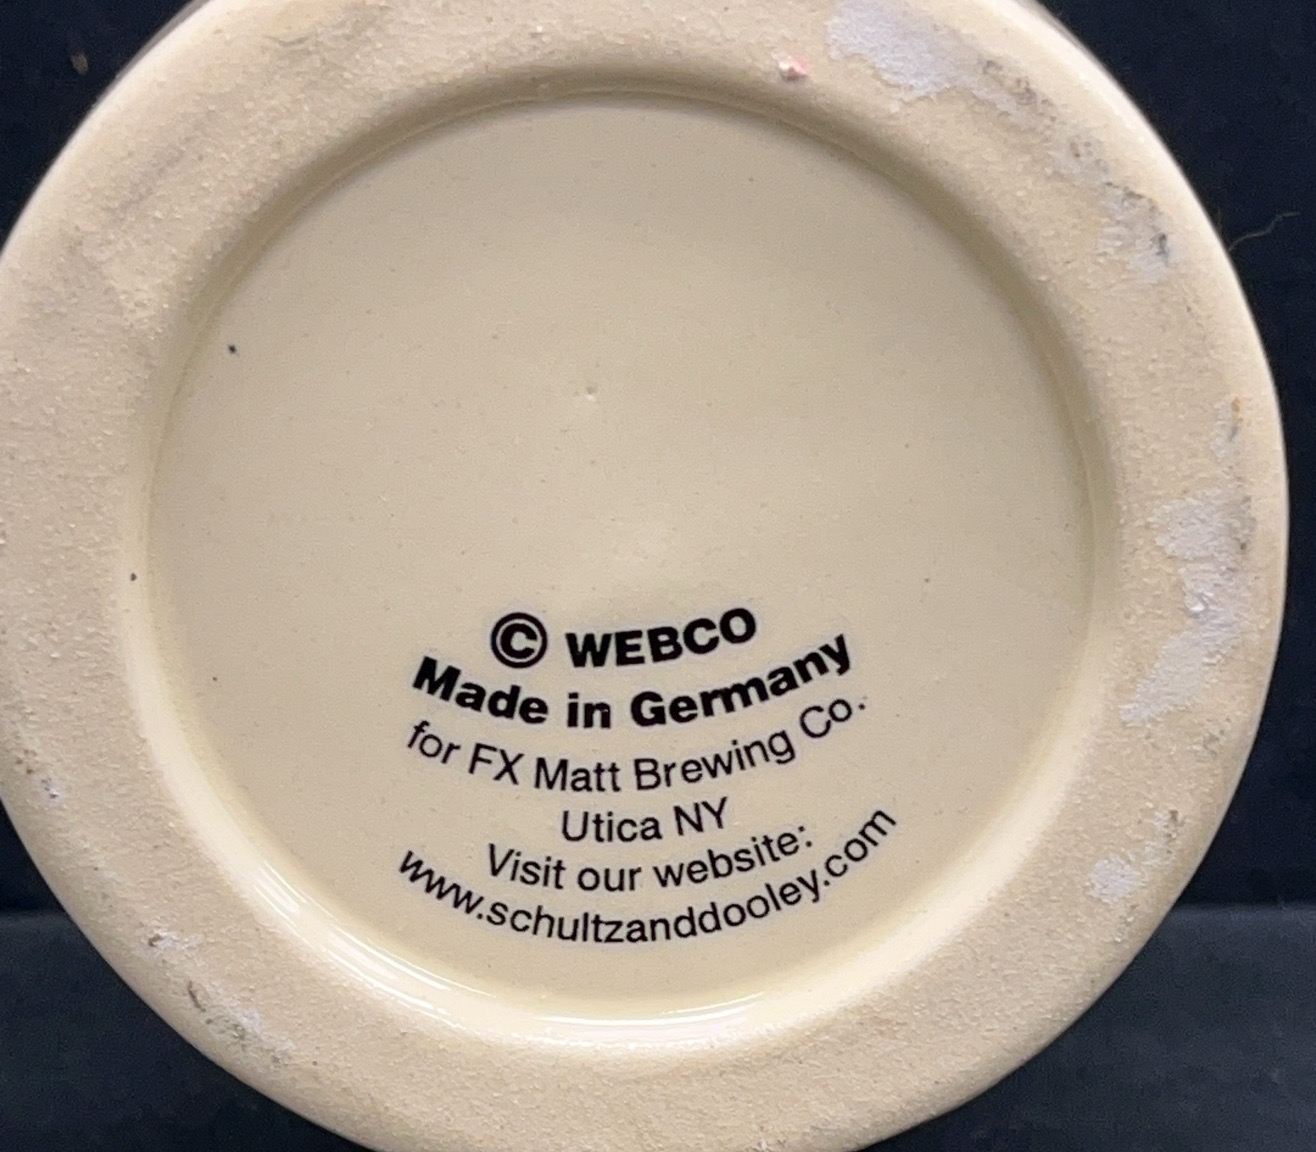 © WEBCO
Made in Germany
for FX Matt Brewing Co.
Utica NY
Visit our website:
www.schultzanddooley.com